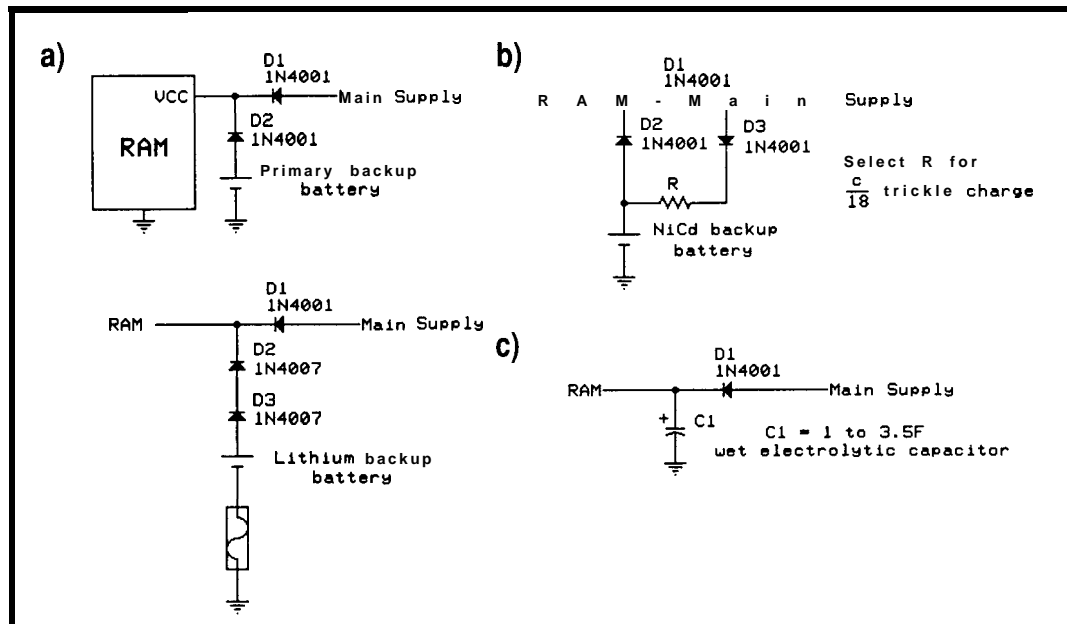 a)
D1
1N4001
VCC
Main Supply
D2
1N4001
RAM
Primary backup
battery
D1
1N4001
RAM
Main Supply
D2
1N4007
D3
1N4007
Lithium backup
battery
b)
D1
1N4001
R A M - M a i n Supply
D2
1N4001
D3
1N4001
R
Select R for
c/18 trickle charge
NiCd backup
battery
c)
D1
1N4001
RAM
Main Supply
+
C1
C1 = 1 to 3.5F
wet electrolytic capacitor